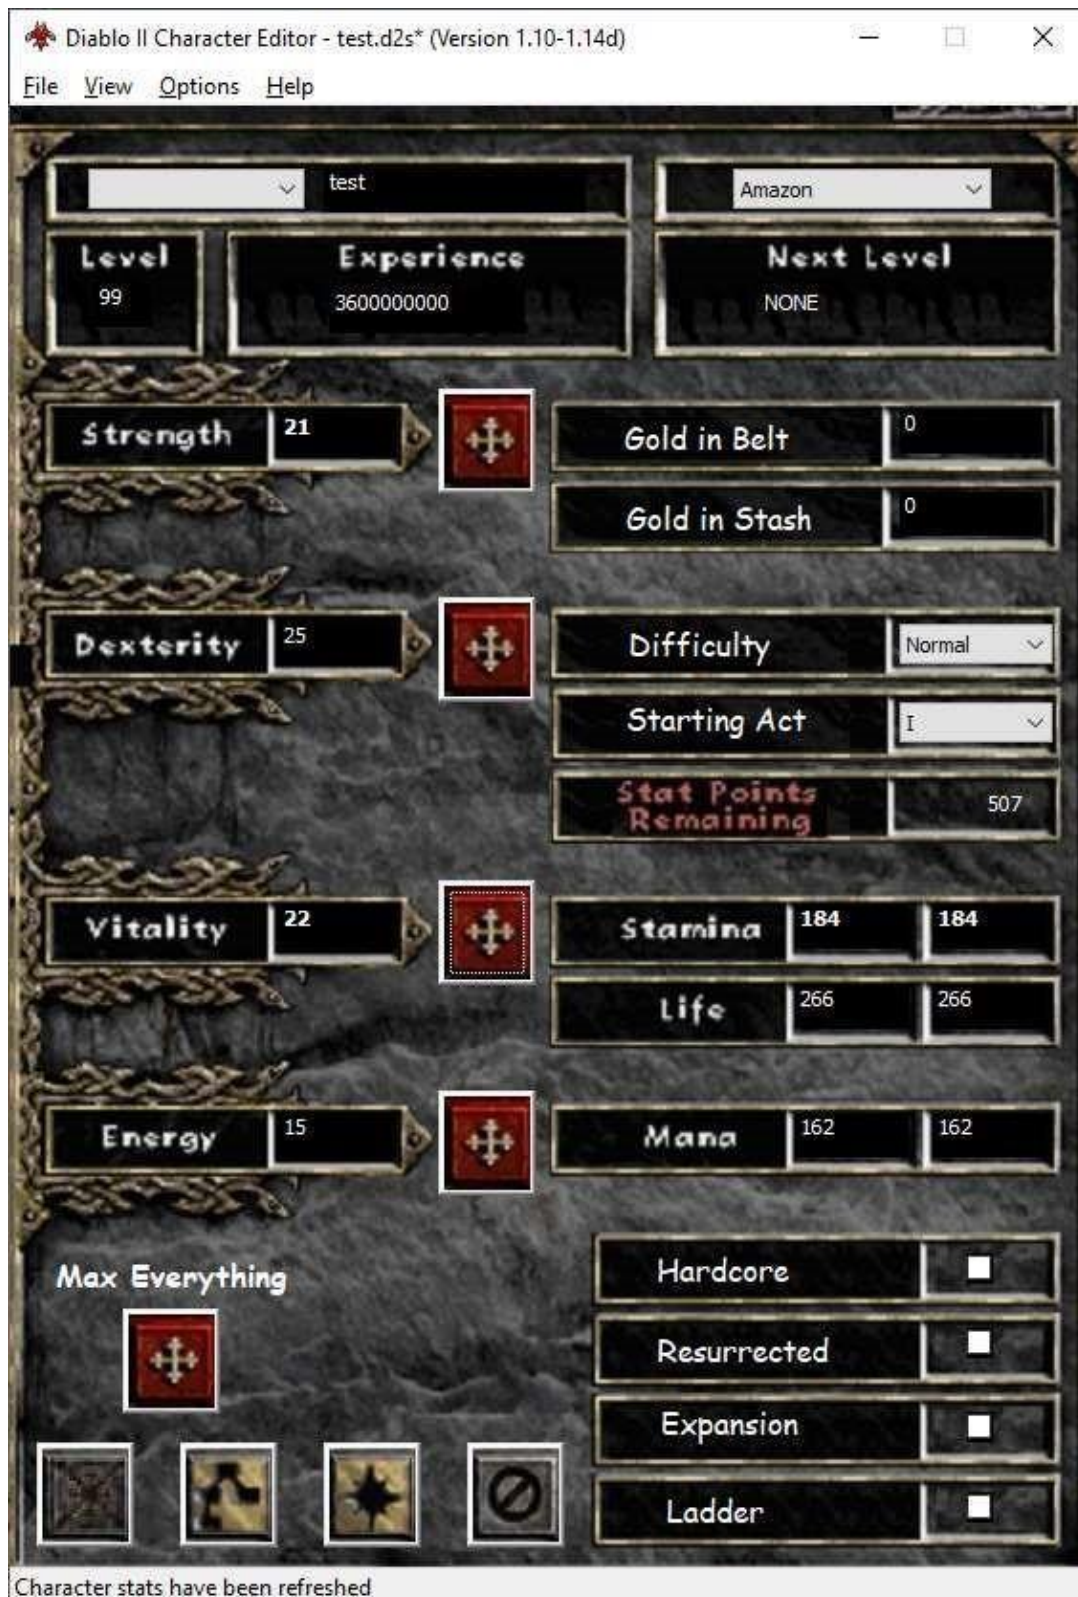 Diablo II Character Editor - test.d2s* (Version 1.10-1.14d)
File View Options Help
test Amazon
Level Experience Next Level
99 3600000000 NONE
Strength 21 Gold in Belt 0
Gold in Stash 0
Dexterity 25 Difficulty Normal
Starting Act I
Stat Points
Remaining 507
Vitality 22 Stamina 184 184
Life 266 266
Energy 15 Mana 162 162
Max Everything
Hardcore
Resurrected
Expansion
Ladder
Character stats have been refreshed